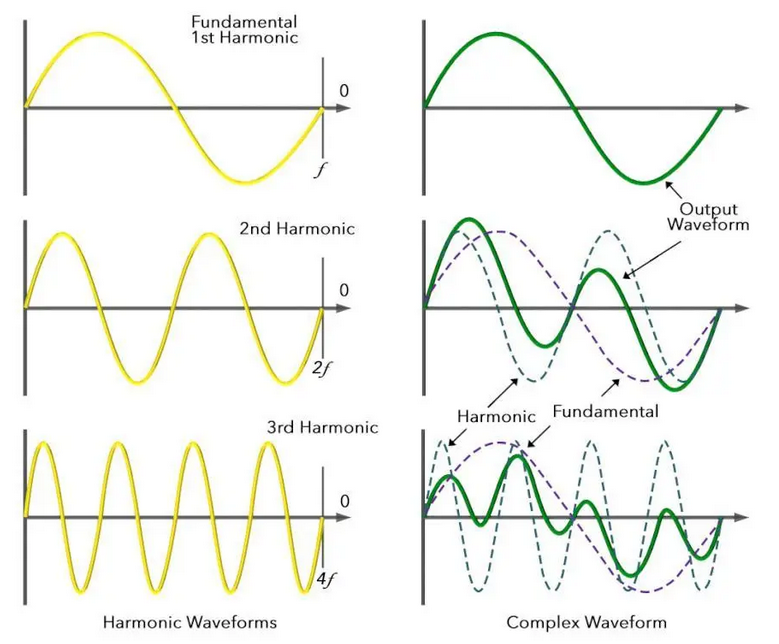 Fundamental
1st Harmonic
0
f
Output
Waveform
2nd Harmonic
0
2f
Harmonic
Fundamental
3rd Harmonic
0
4f
Harmonic Waveforms
Complex Waveform